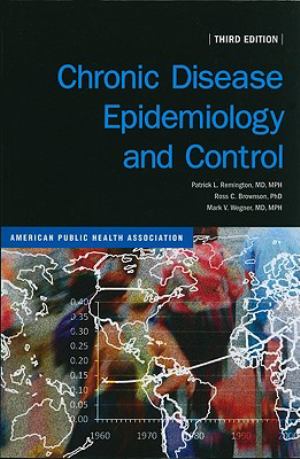 THIRD EDITION
Chronic Disease
Epidemiology
and Control
Patrick L. Remington, MD, MPH
Ross C. Brownson, PhD
Mark V. Wegner, MD, MPH
AMERICAN PUBLIC HEALTH ASSOCIATION
0.40
0.35
0.30
0.25
0.20
0.15
0.10
0.05
0.00
1960 1970 1980 1990